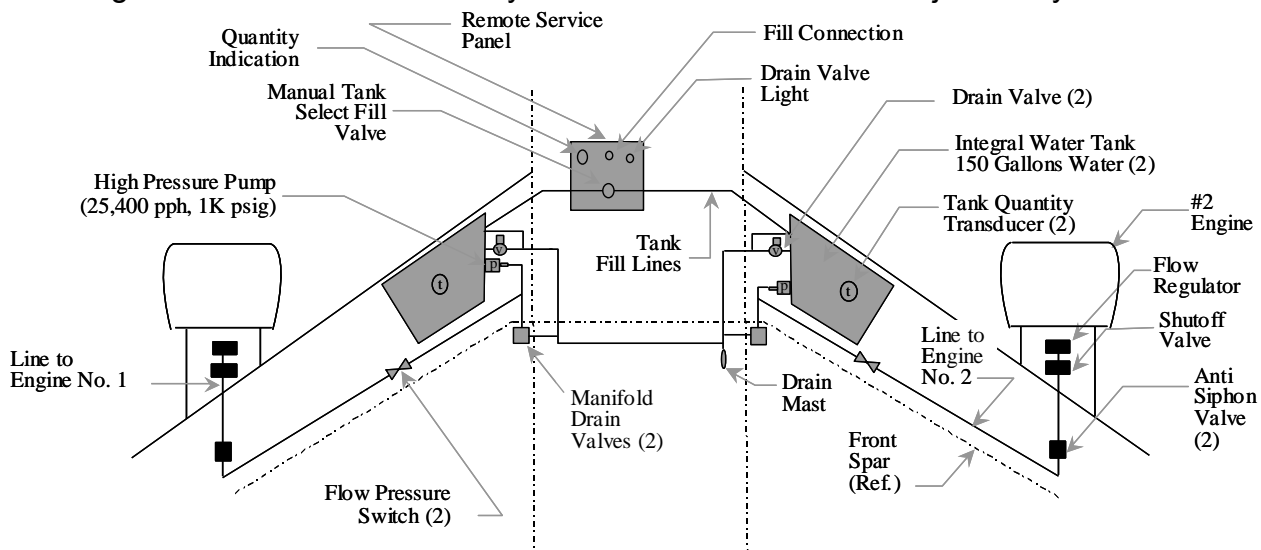 Remote Service
Panel
Quantity
Indication
Fill Connection
Drain Valve
Light
Manual Tank
Select Fill
Valve
Drain Valve (2)
Integral Water Tank
150 Gallons Water (2)
High Pressure Pump
(25,400 pph, 1K psig)
Tank Quantity
Transducer (2)
#2
Engine
Tank
Fill Lines
Flow
Regulator
Shutoff
Valve
Line to
Engine No. 1
Line to
Engine
No. 2
Anti
Siphon
Valve
(2)
Drain
Mast
Manifold
Drain
Valves (2)
Front
Spar
(Ref.)
Flow Pressure
Switch (2)
v
p
t
v
p
t